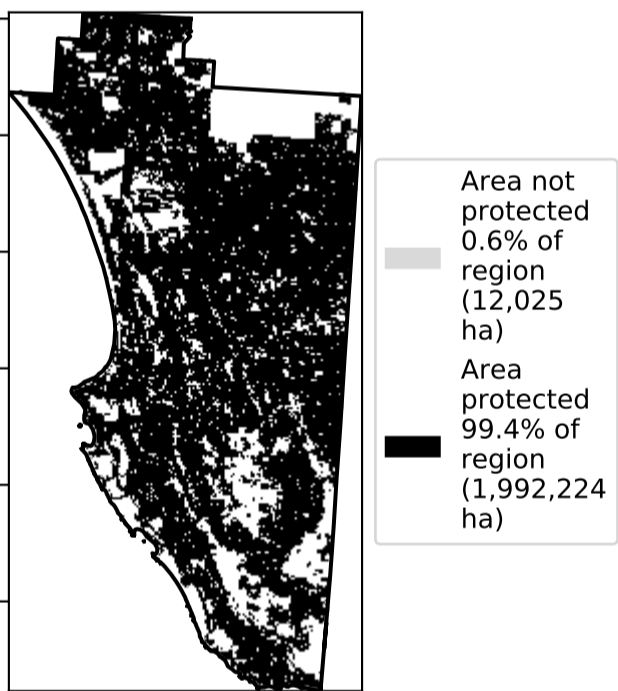 Area not
protected
0.6% of
region
(12,025
ha)
Area
protected
99.4% of
region
(1,992,224
ha)